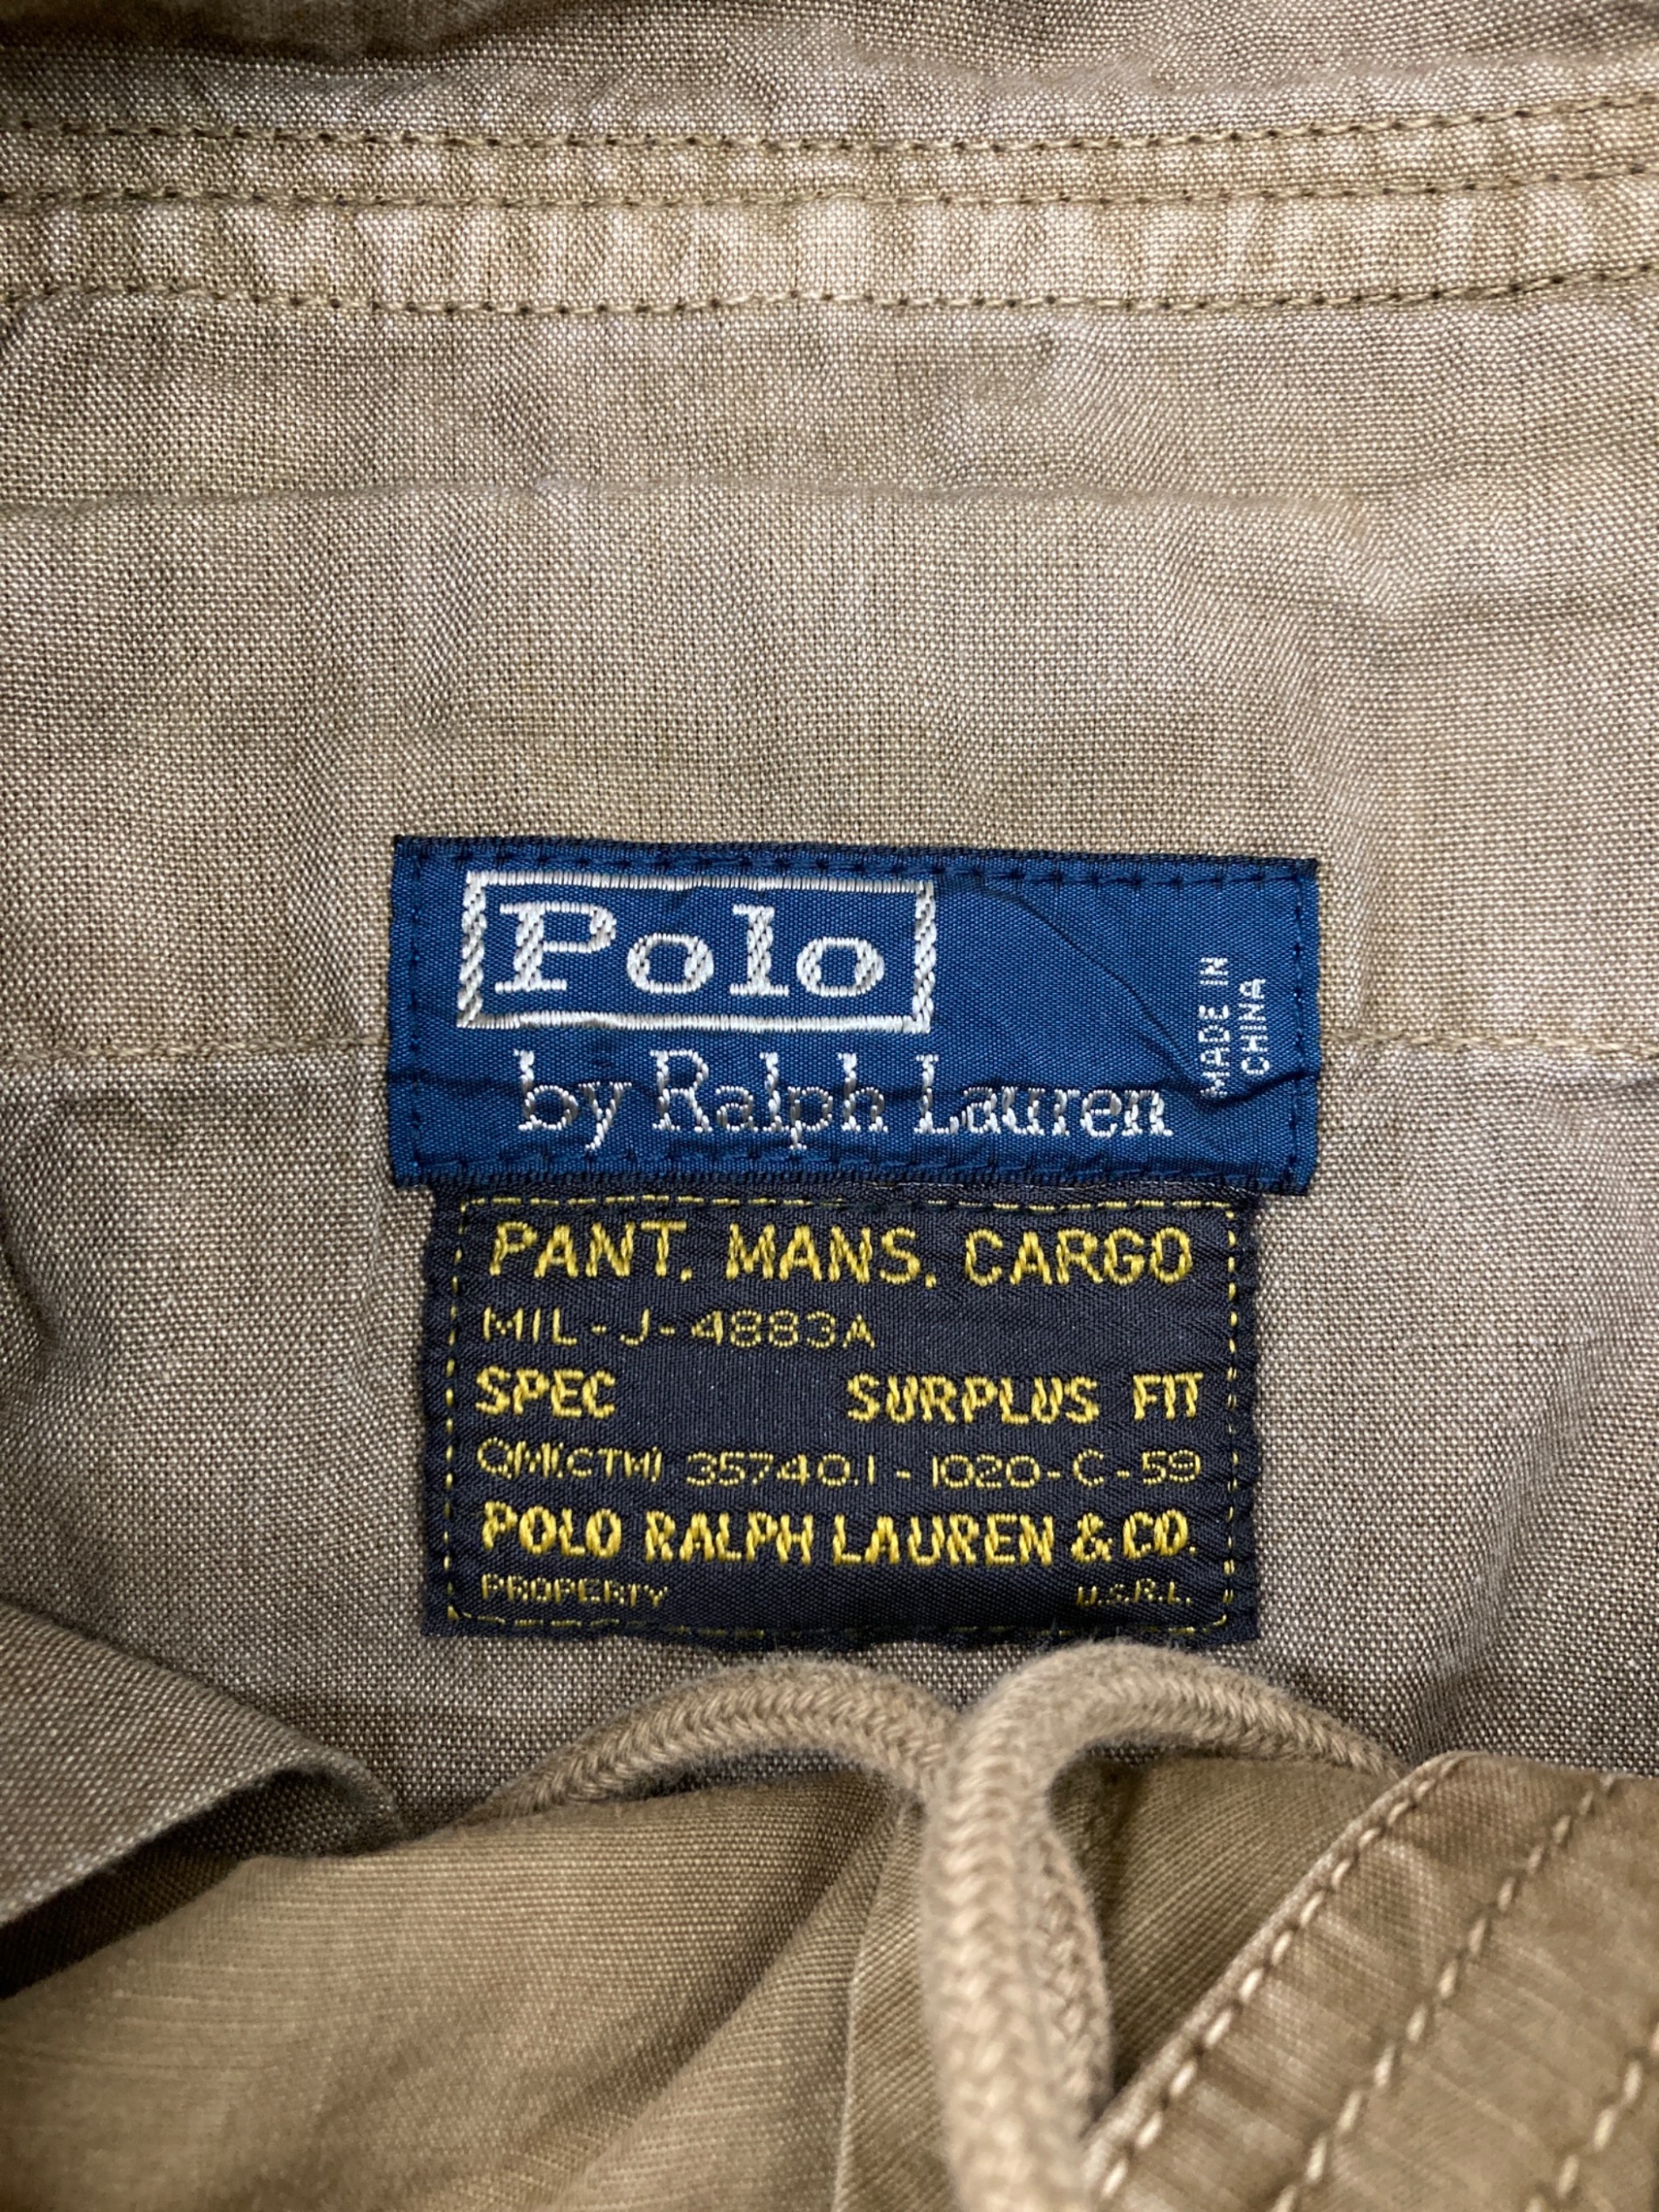 Polo
by Ralph Lauren
MADE IN
CHINA
PANT, MANS, CARGO
MIL-J-4883A
SPEC SURPLUS FIT
QM(CTM) 35740.1-1020-C-59
POLO RALPH LAUREN & CO.
PROPERTY U.S.R.L.